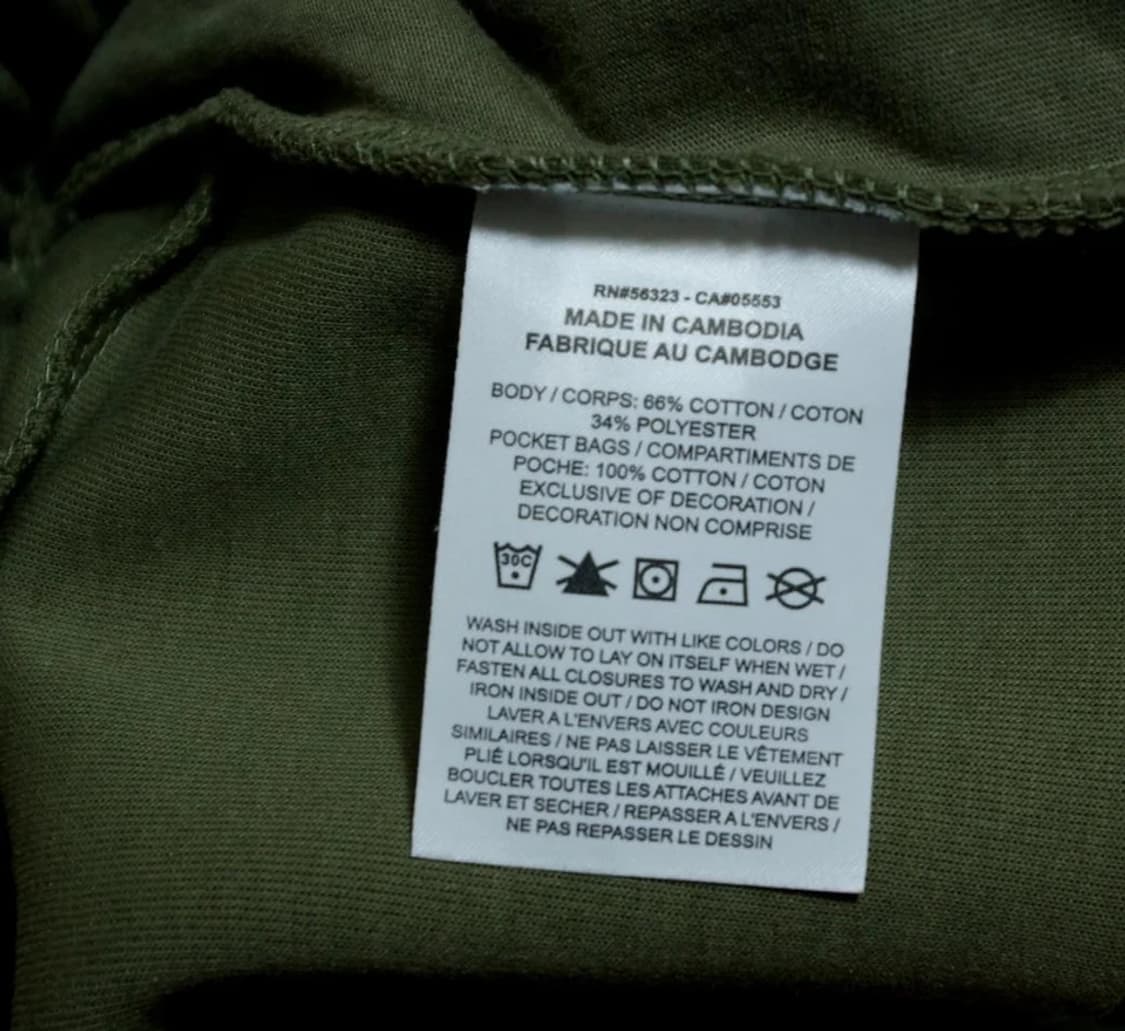 RN#56323 - CA#05553
MADE IN CAMBODIA
FABRIQUE AU CAMBODGE
BODY / CORPS: 66% COTTON / COTON
34% POLYESTER
POCKET BAGS / COMPARTIMENTS DE
POCHE: 100% COTTON / COTON
EXCLUSIVE OF DECORATION /
DECORATION NON COMPRISE
30C
WASH INSIDE OUT WITH LIKE COLORS / DO
NOT ALLOW TO LAY ON ITSELF WHEN WET /
FASTEN ALL CLOSURES TO WASH AND DRY /
IRON INSIDE OUT / DO NOT IRON DESIGN
LAVER A L'ENVERS AVEC COULEURS
SIMILAIRES / NE PAS LAISSER LE VÊTEMENT
PLIÉ LORSQU'IL EST MOUILLÉ / VEUILLEZ
BOUCLER TOUTES LES ATTACHES AVANT DE
LAVER ET SECHER / REPASSER A L'ENVERS /
NE PAS REPASSER LE DESSIN